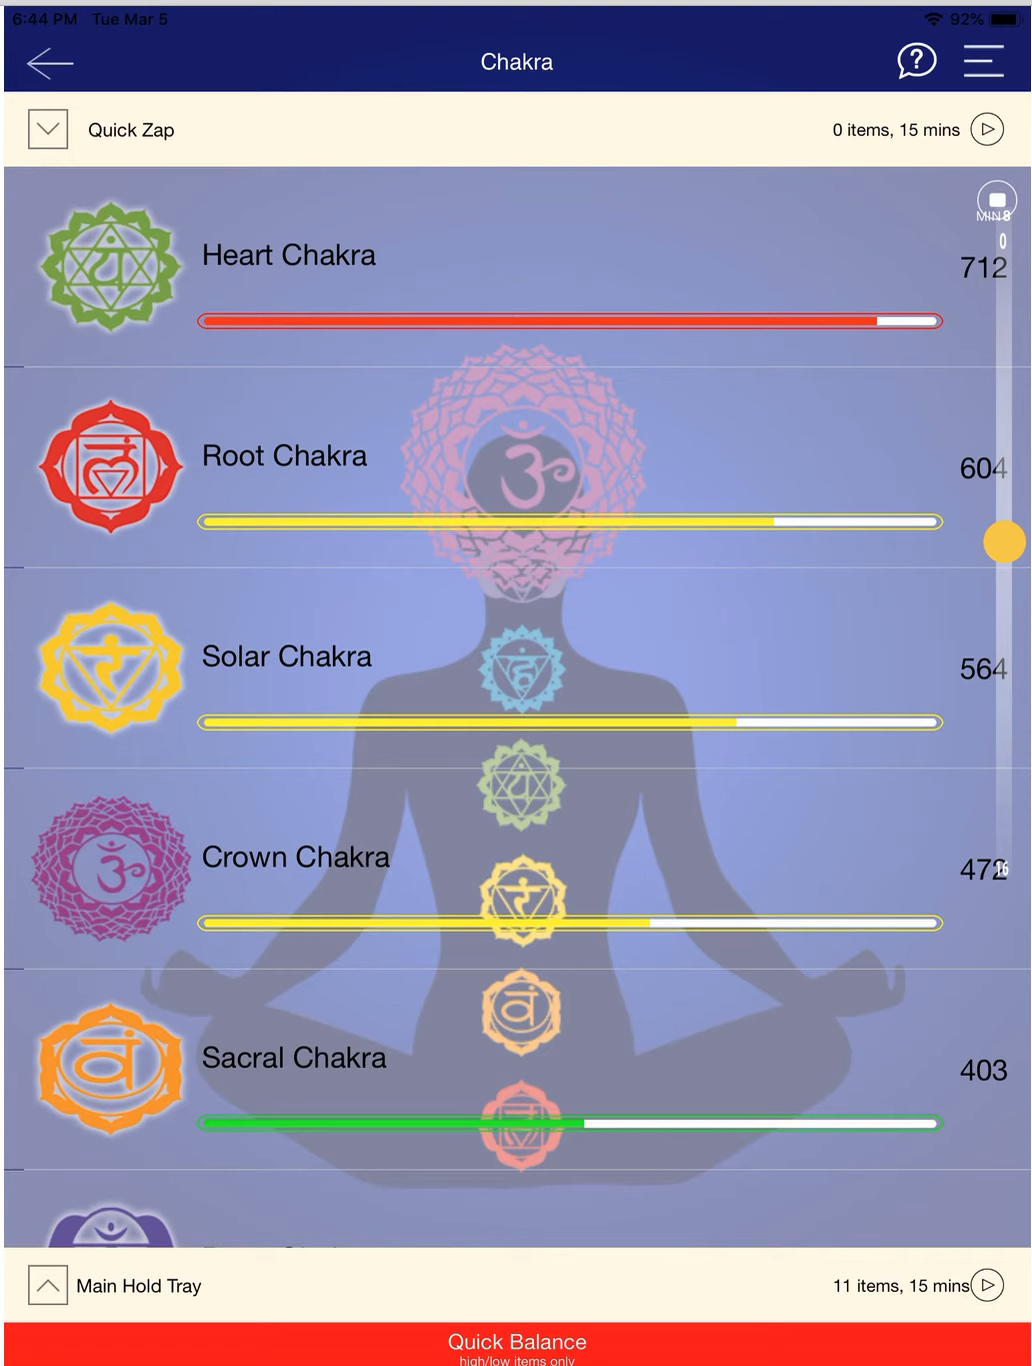 6:44 PM Tue Mar 5
92%
Chakra
?
Quick Zap
0 items, 15 mins
MIN
8
0
Heart Chakra
712
यं
Root Chakra
604
लं
ॐ
Solar Chakra
564
रं
हं
यं
Crown Chakra
472
16
ॐ
रं
Sacral Chakra
403
वं
वं
लं
Main Hold Tray
11 items, 15 mins
Quick Balance
high/low items only